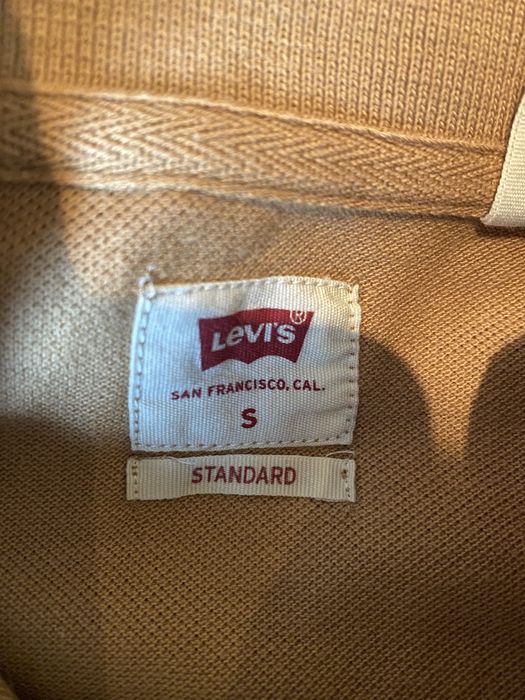 Levi's®
SAN FRANCISCO, CAL.
S
STANDARD